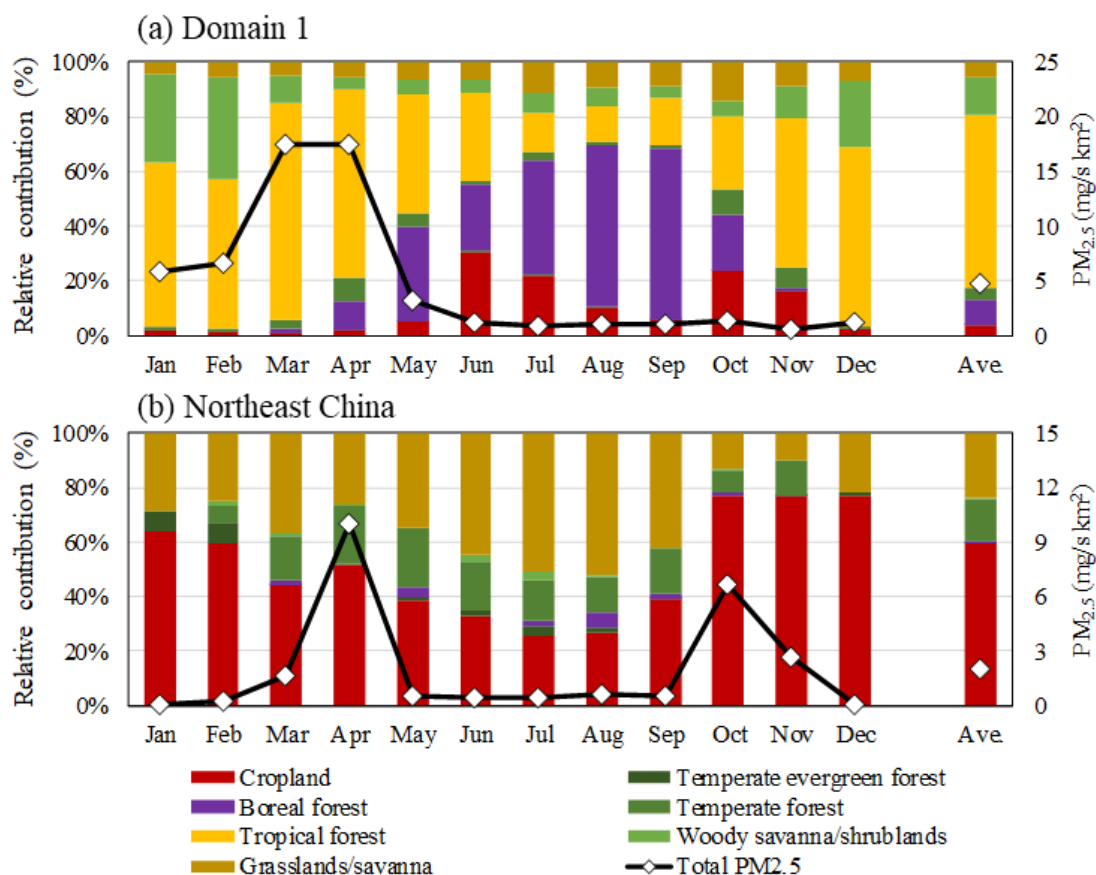 (a) Domain 1
100% 25
80% 20
60% 15
40% 10
20% 5
0% 0
Relative contribution (%)
PM2.5 (mg/s km²)
Jan Feb Mar Apr May Jun Jul Aug Sep Oct Nov Dec Ave.
(b) Northeast China
100% 15
80% 12
60% 9
40% 6
20% 3
0% 0
Relative contribution (%)
PM2.5 (mg/s km²)
Jan Feb Mar Apr May Jun Jul Aug Sep Oct Nov Dec Ave.
Cropland Temperate evergreen forest
Boreal forest Temperate forest
Tropical forest Woody savanna/shrublands
Grasslands/savanna Total PM2.5